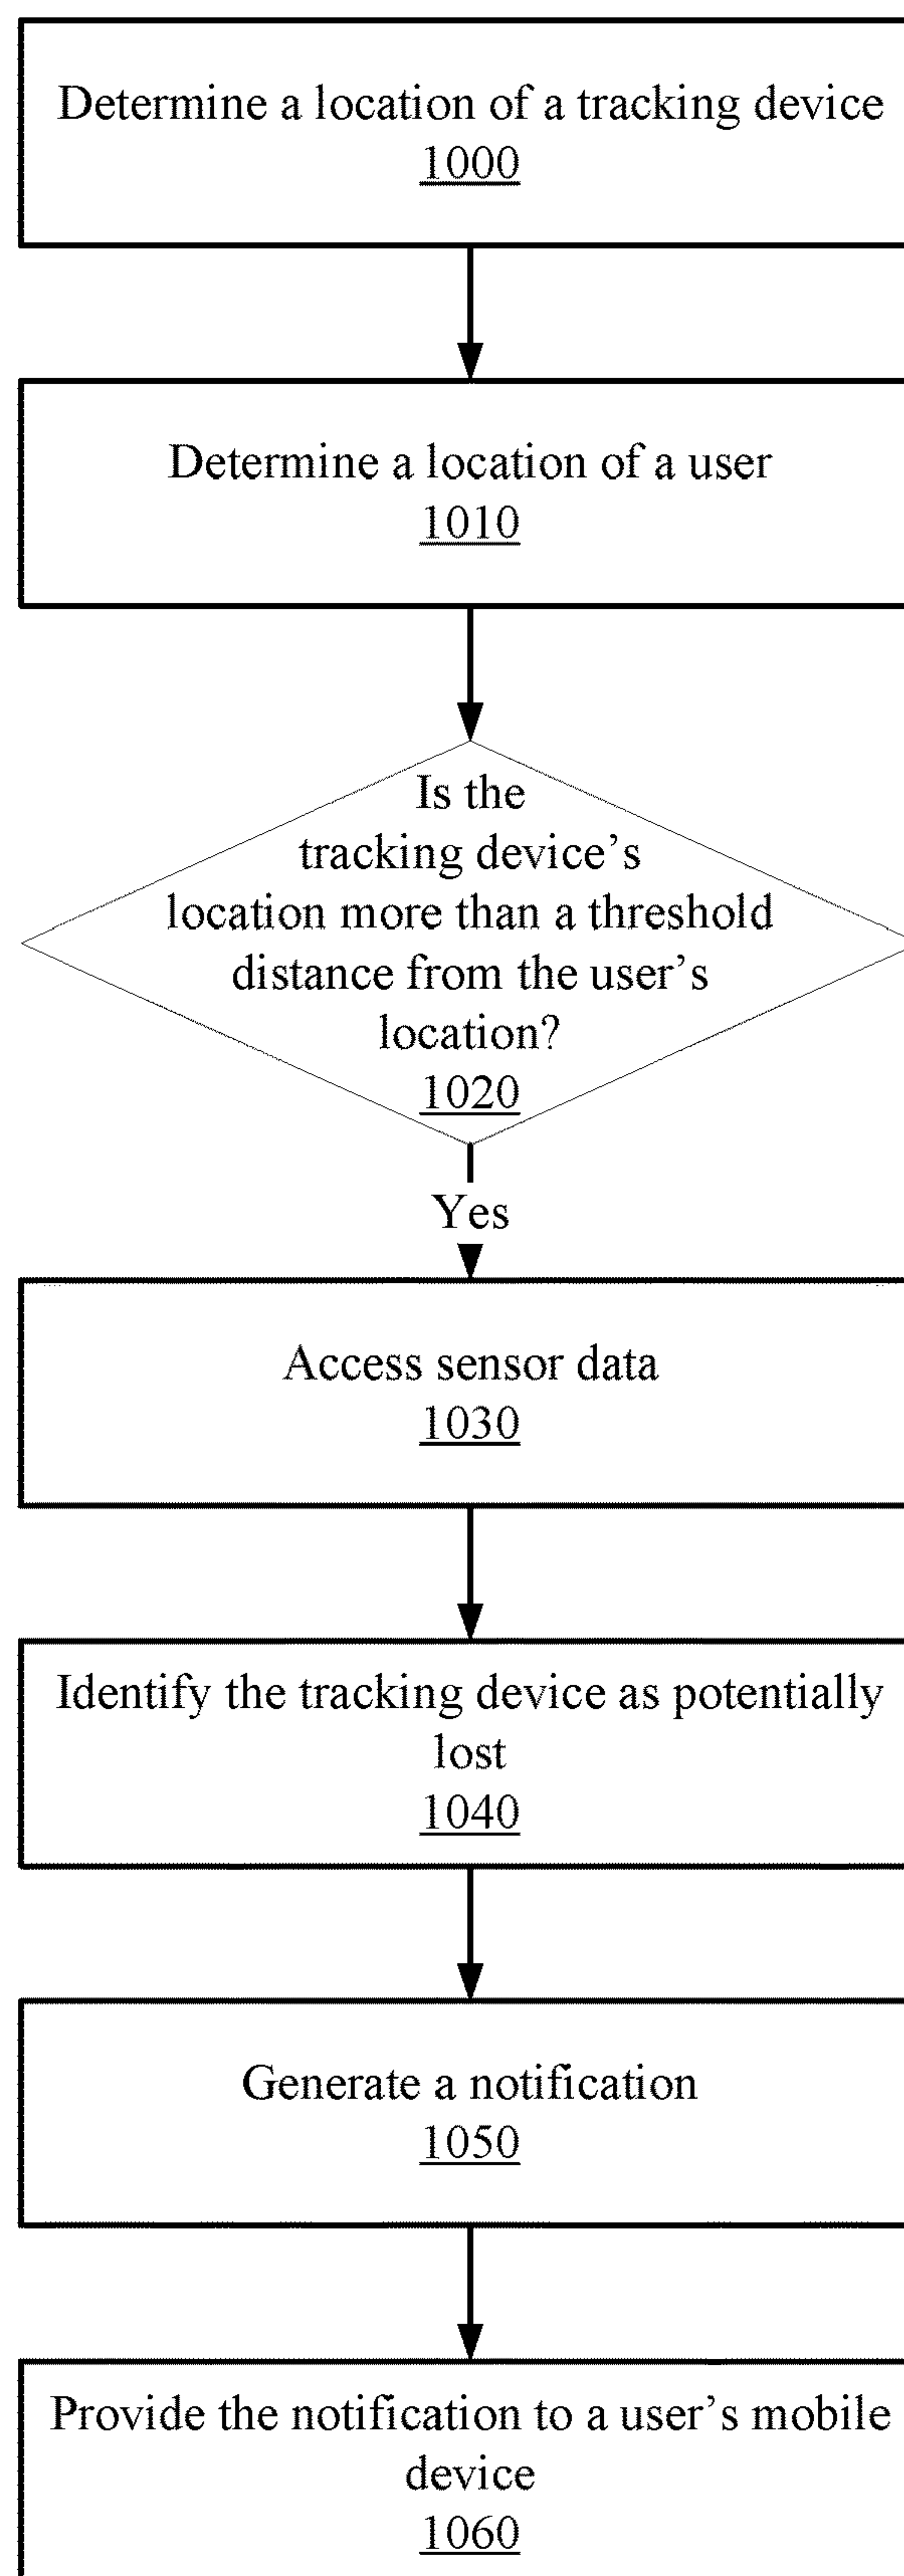 Determine a location of a tracking device
1000
Determine a location of a user
1010
Is the
tracking device’s
location more than a threshold
distance from the user’s
location?
1020
Yes
Access sensor data
1030
Identify the tracking device as potentially
lost
1040
Generate a notification
1050
Provide the notification to a user’s mobile
device
1060